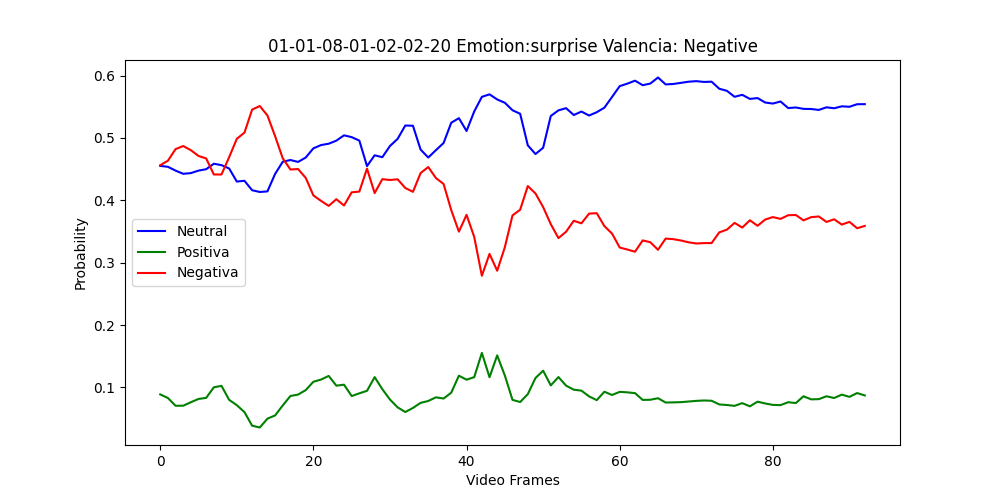 01-01-08-01-02-02-20 Emotion:surprise Valencia: Negative
0.6
0.5
0.4
0.3
0.2
0.1
Probability
Neutral
Positiva
Negativa
0 20 40 60 80
Video Frames